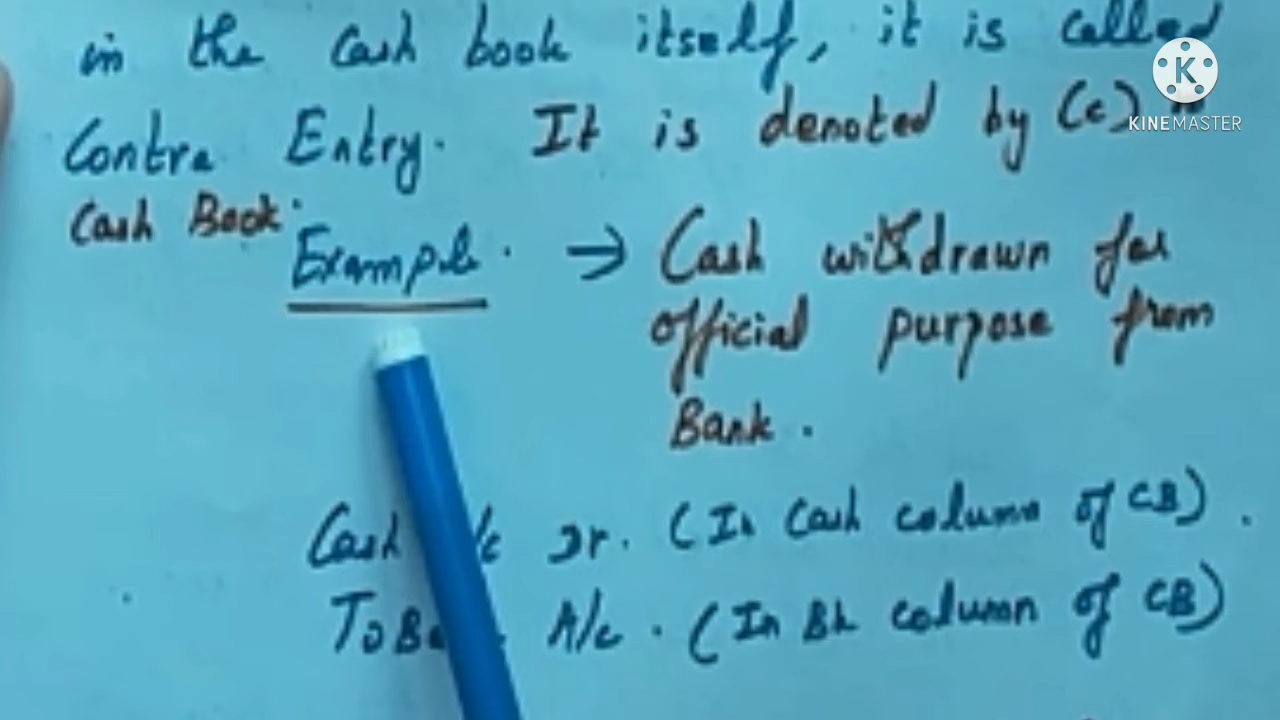 in the cash book itself, it is called
Contra Entry. It is denoted by (c)
KINEMASTER
Cash Book.
Example. → Cash withdrawn for
official purpose from
Bank.
Cash Dr. (In Cash column of CB).
To A/c. (In Bk column of CB)